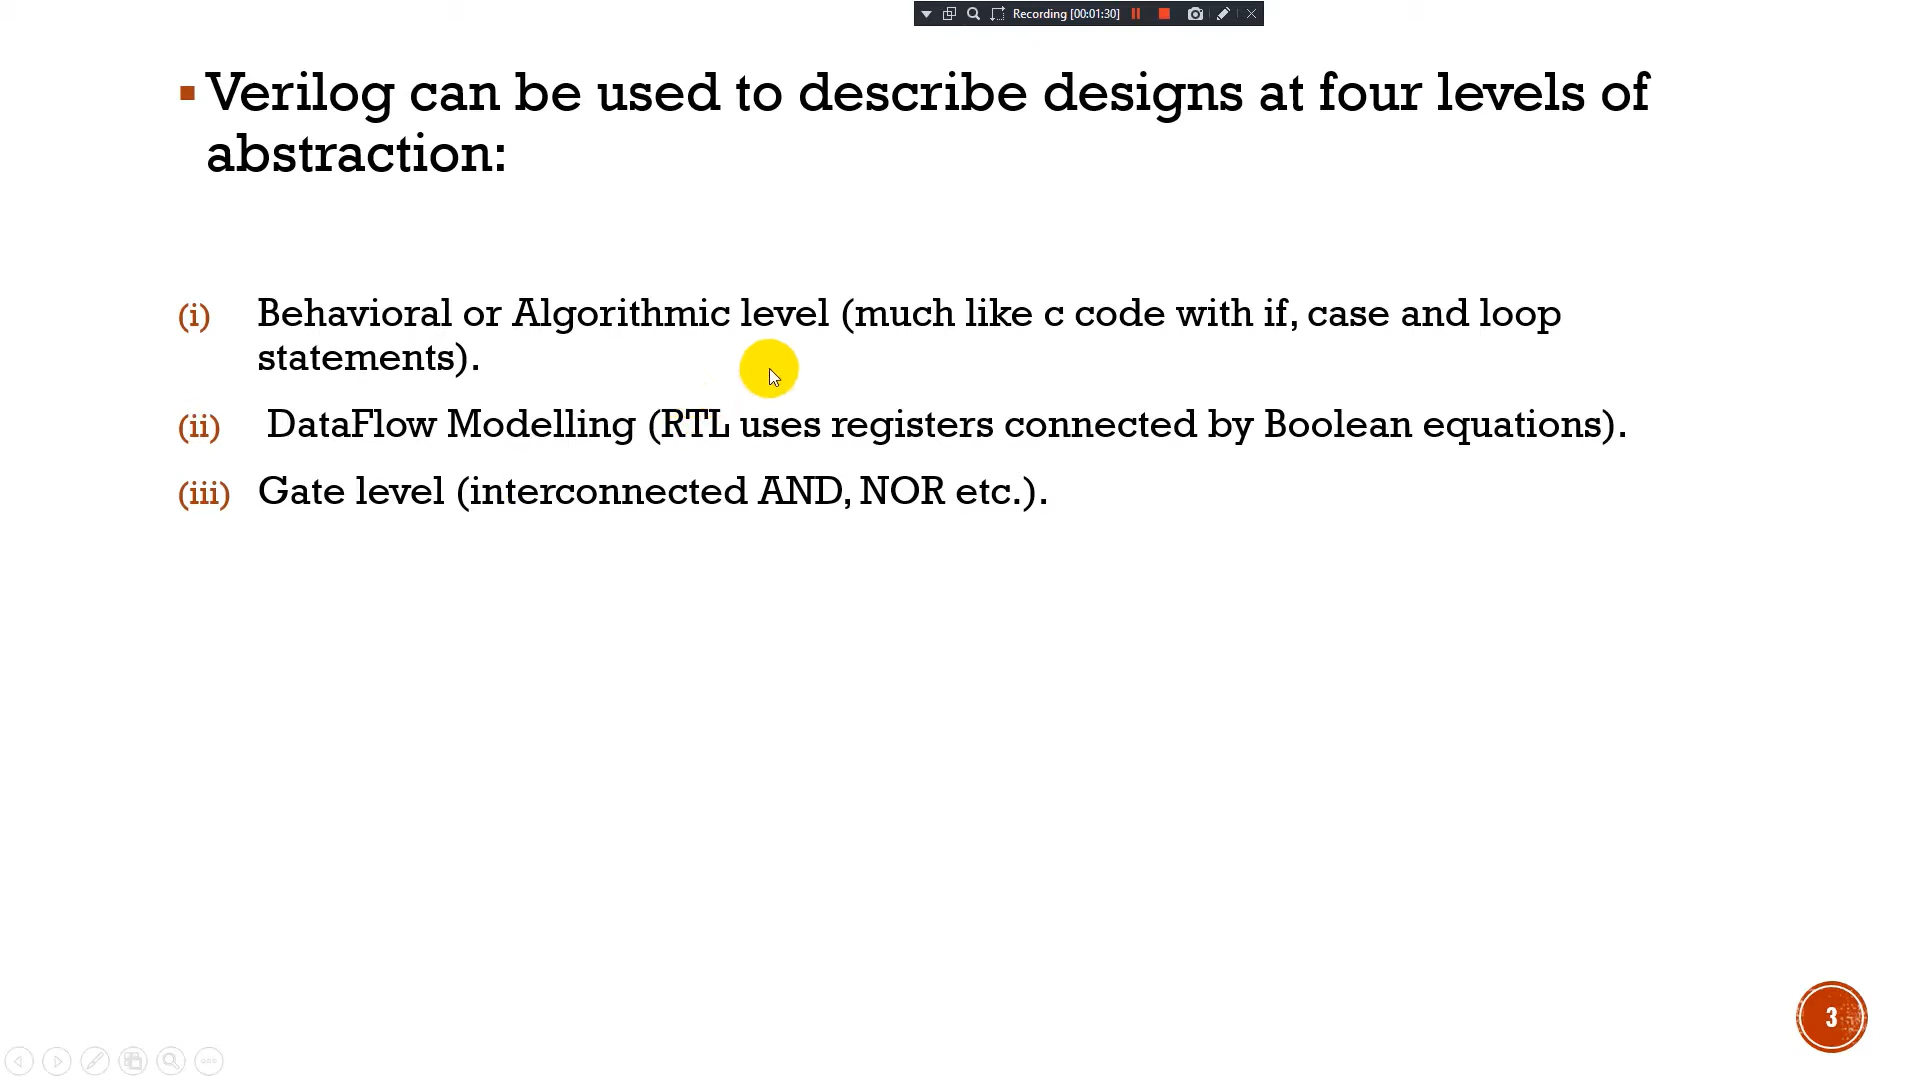 Recording [00:01:30]
▪ Verilog can be used to describe designs at four levels of
abstraction:
(i) Behavioral or Algorithmic level (much like c code with if, case and loop
statements).
(ii) DataFlow Modelling (RTL uses registers connected by Boolean equations).
(iii) Gate level (interconnected AND, NOR etc.).
3